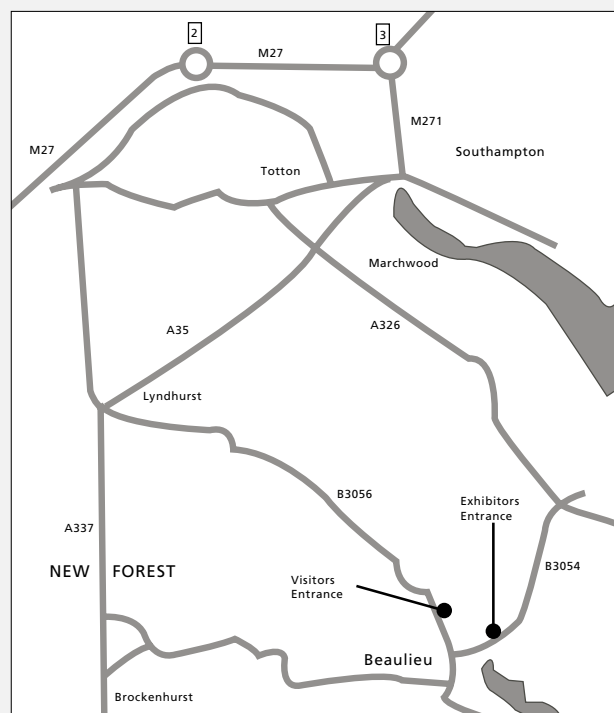 2
3
M27
M271
M27
Southampton
Totton
Marchwood
A35
A326
Lyndhurst
B3056
Exhibitors
Entrance
A337
B3054
NEW FOREST
Visitors
Entrance
Beaulieu
Brockenhurst